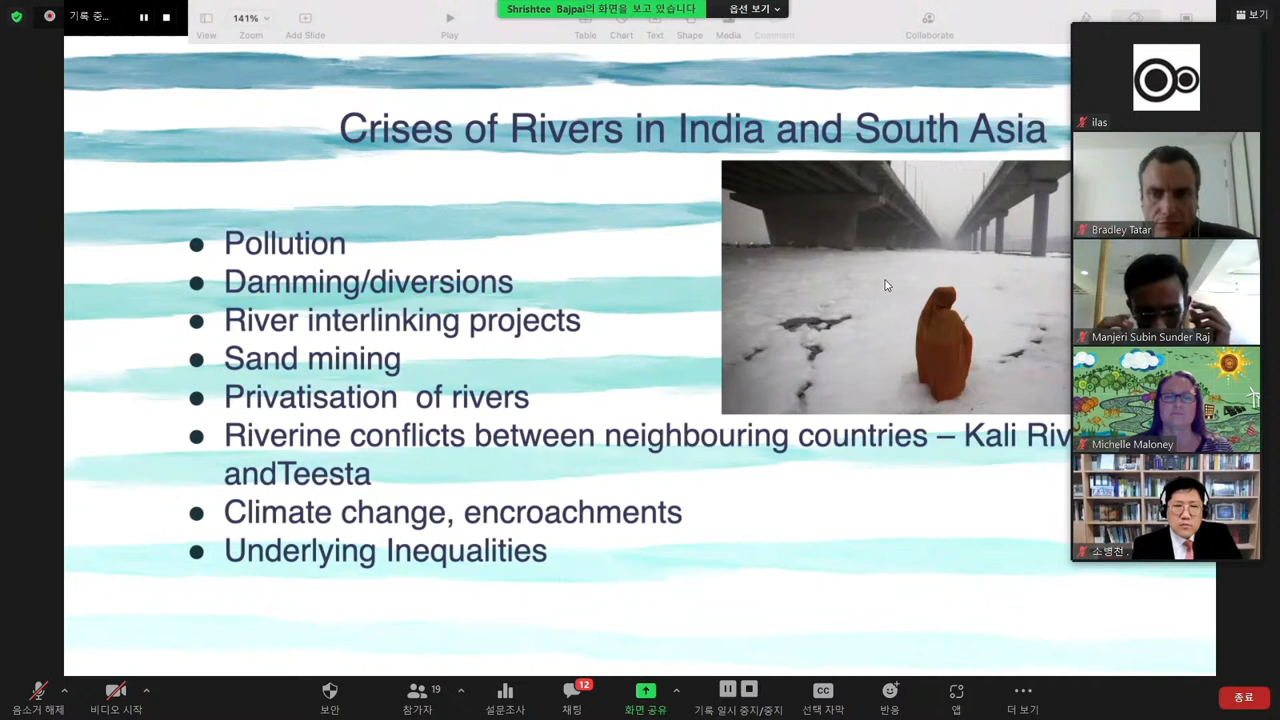 Shrishtee Bajpai의 화면을 보고 있습니다
옵션 보기
기록 중...
보기
141%
View
Zoom
Add Slide
Play
Table
Chart
Text
Shape
Media
Comment
Collaborate
Crises of Rivers in India and South Asia
● Pollution
● Damming/diversions
● River interlinking projects
● Sand mining
● Privatisation of rivers
● Riverine conflicts between neighbouring countries – Kali Riv
andTeesta
● Climate change, encroachments
● Underlying Inequalities
ilas
Bradley Tatar
Manjeri Subin Sunder Raj
Michelle Maloney
소병천 .
음소거 해제
비디오 시작
보안
19
참가자
설문조사
12
채팅
화면 공유
기록 일시 중지/중지
CC
선택 자막
반응
앱
더 보기
종료